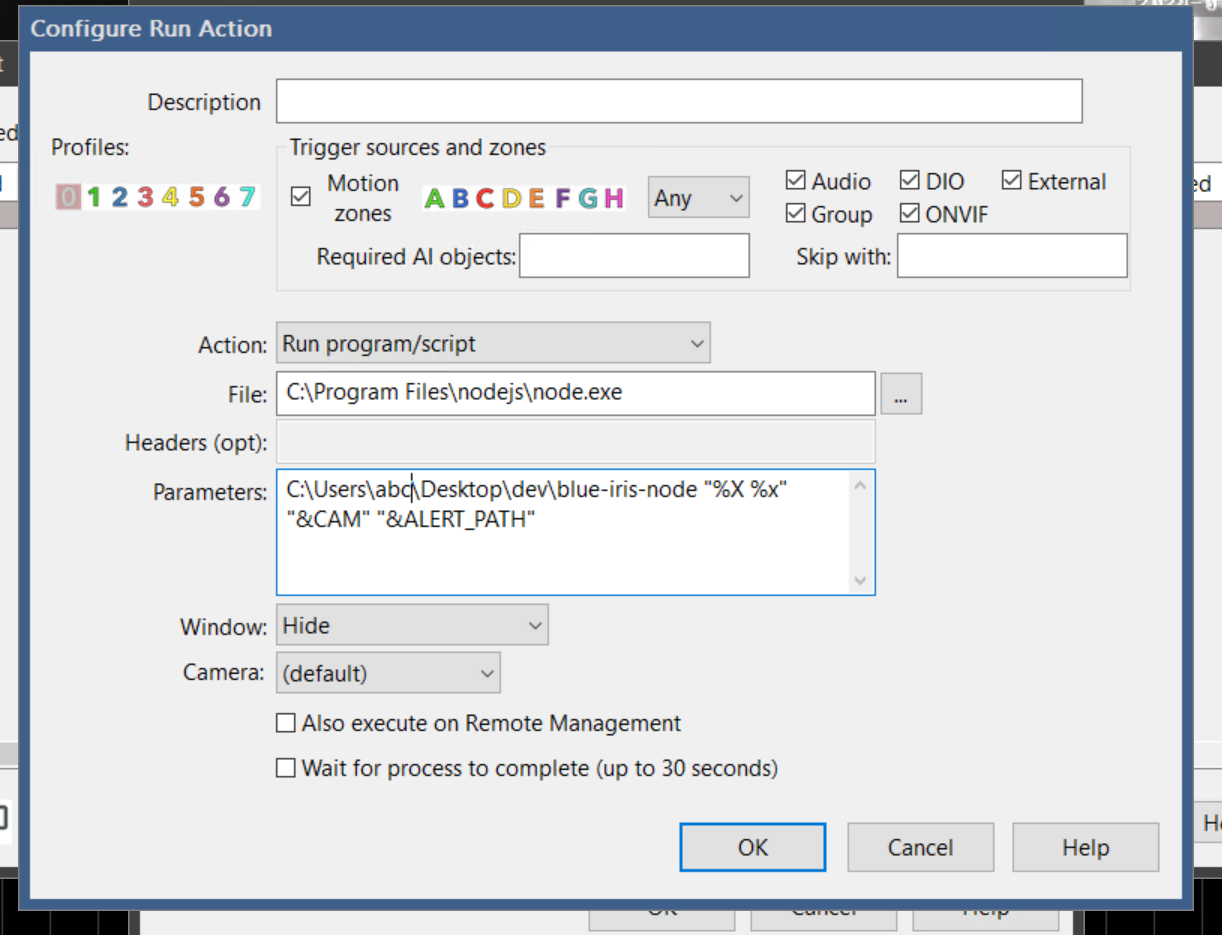 Configure Run Action
Description
Profiles:
0 1 2 3 4 5 6 7
Trigger sources and zones
Motion zones
A B C D E F G H
Any
Audio
DIO
External
Group
ONVIF
Required AI objects:
Skip with:
Action:
Run program/script
File:
C:\Program Files\nodejs\node.exe
...
Headers (opt):
Parameters:
C:\Users\abc\Desktop\dev\blue-iris-node "%X %x"
"&CAM" "&ALERT_PATH"
Window:
Hide
Camera:
(default)
Also execute on Remote Management
Wait for process to complete (up to 30 seconds)
OK
Cancel
Help
OK
Cancel
Help